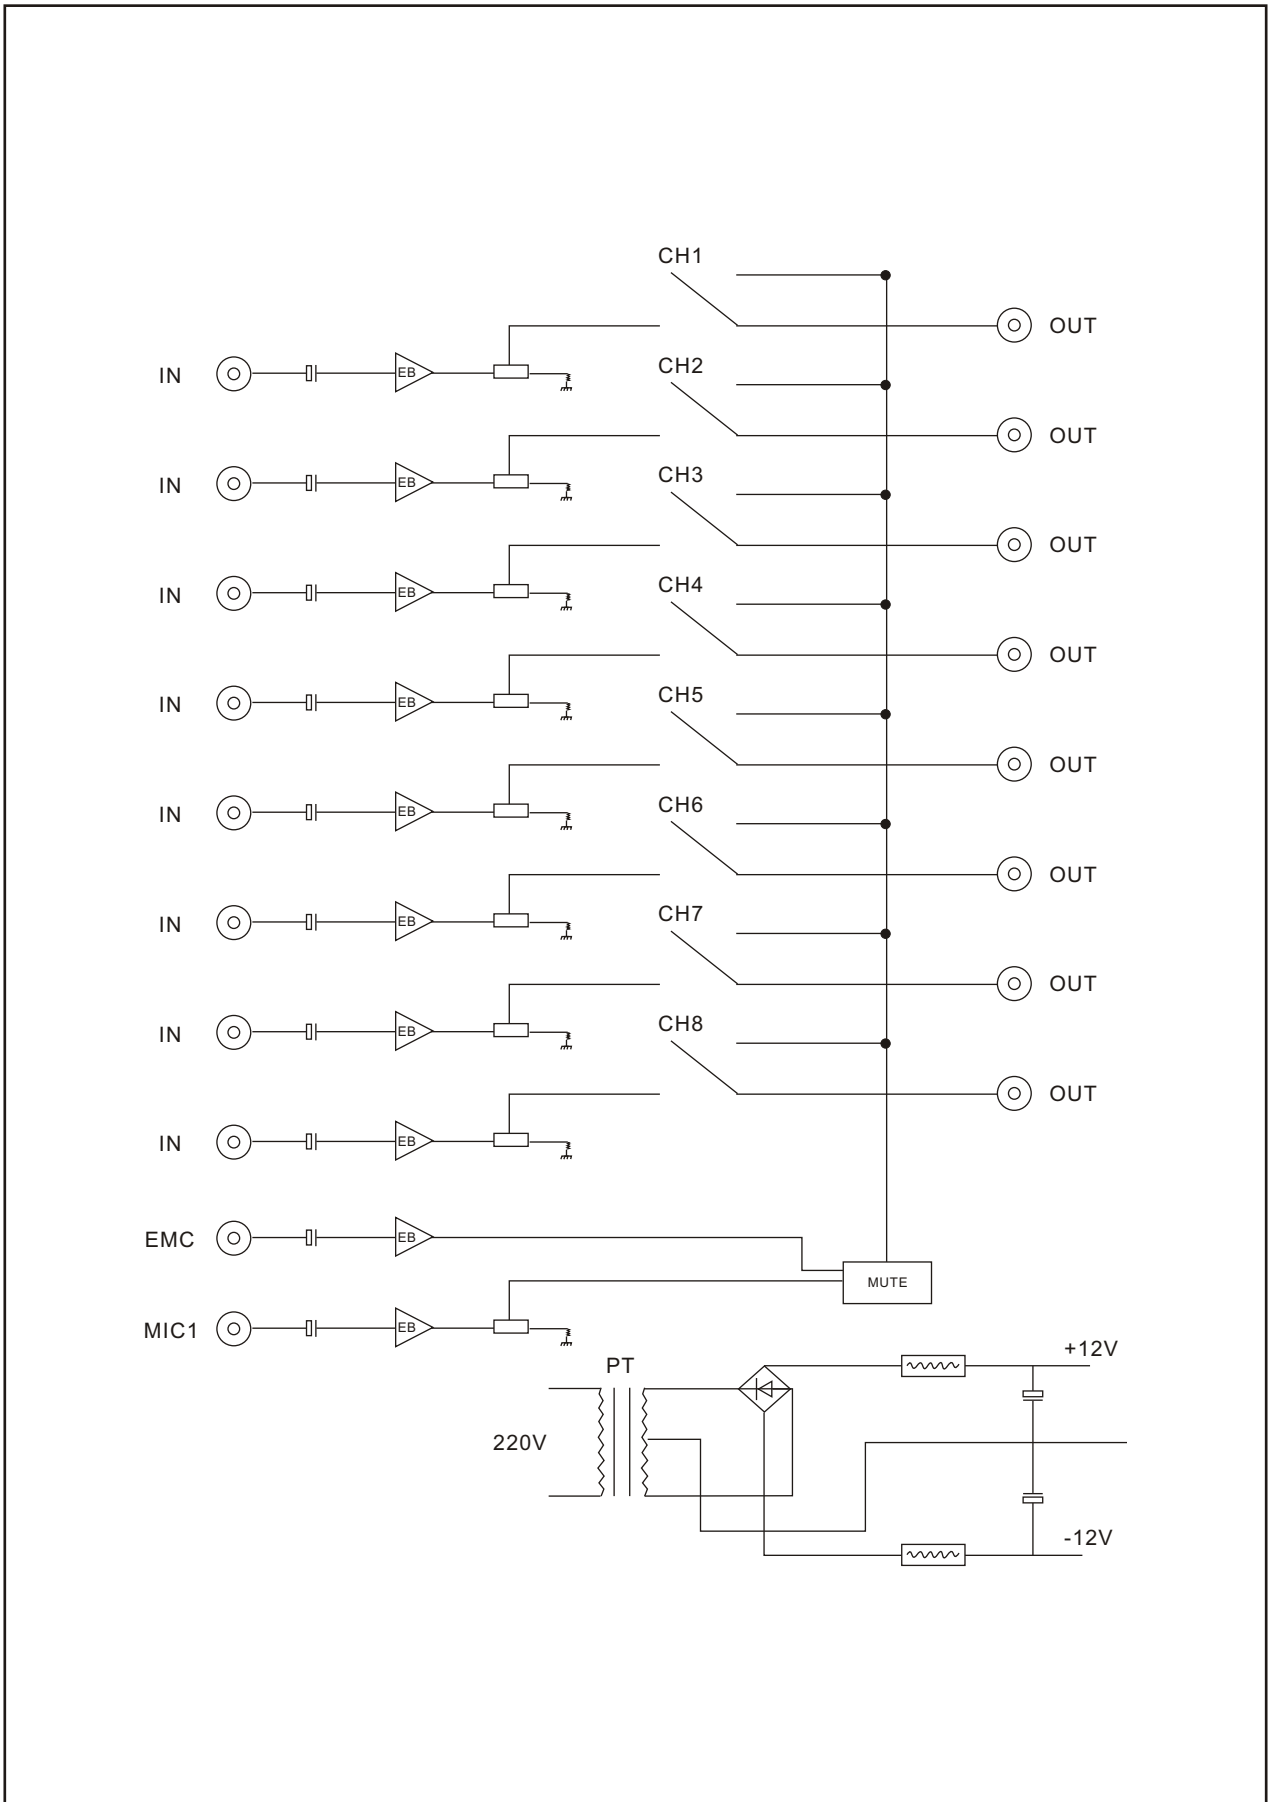 CH1
OUT
IN
EB
CH2
OUT
IN
EB
CH3
OUT
IN
EB
CH4
OUT
IN
EB
CH5
OUT
IN
EB
CH6
OUT
IN
EB
CH7
OUT
IN
EB
CH8
OUT
IN
EB
EMC
EB
MUTE
MIC1
EB
+12V
PT
220V
-12V